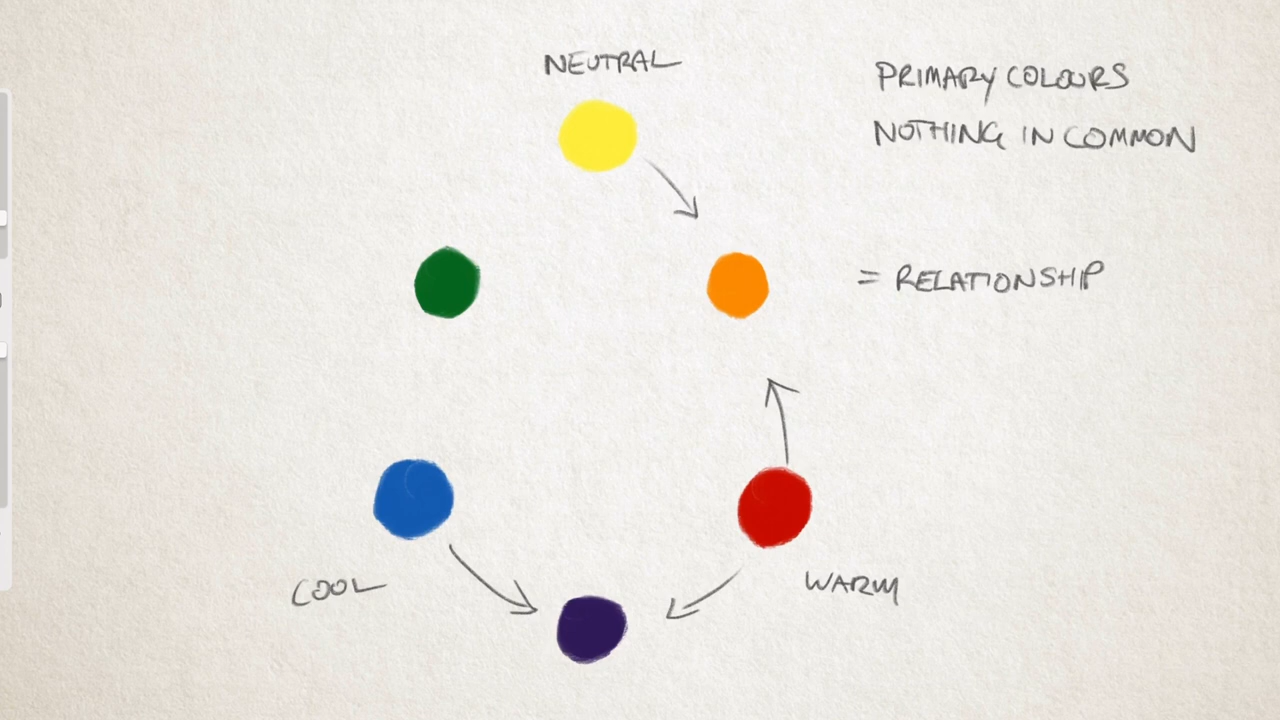 NEUTRAL
PRIMARY COLOURS
NOTHING IN COMMON
= RELATIONSHIP
COOL
WARM